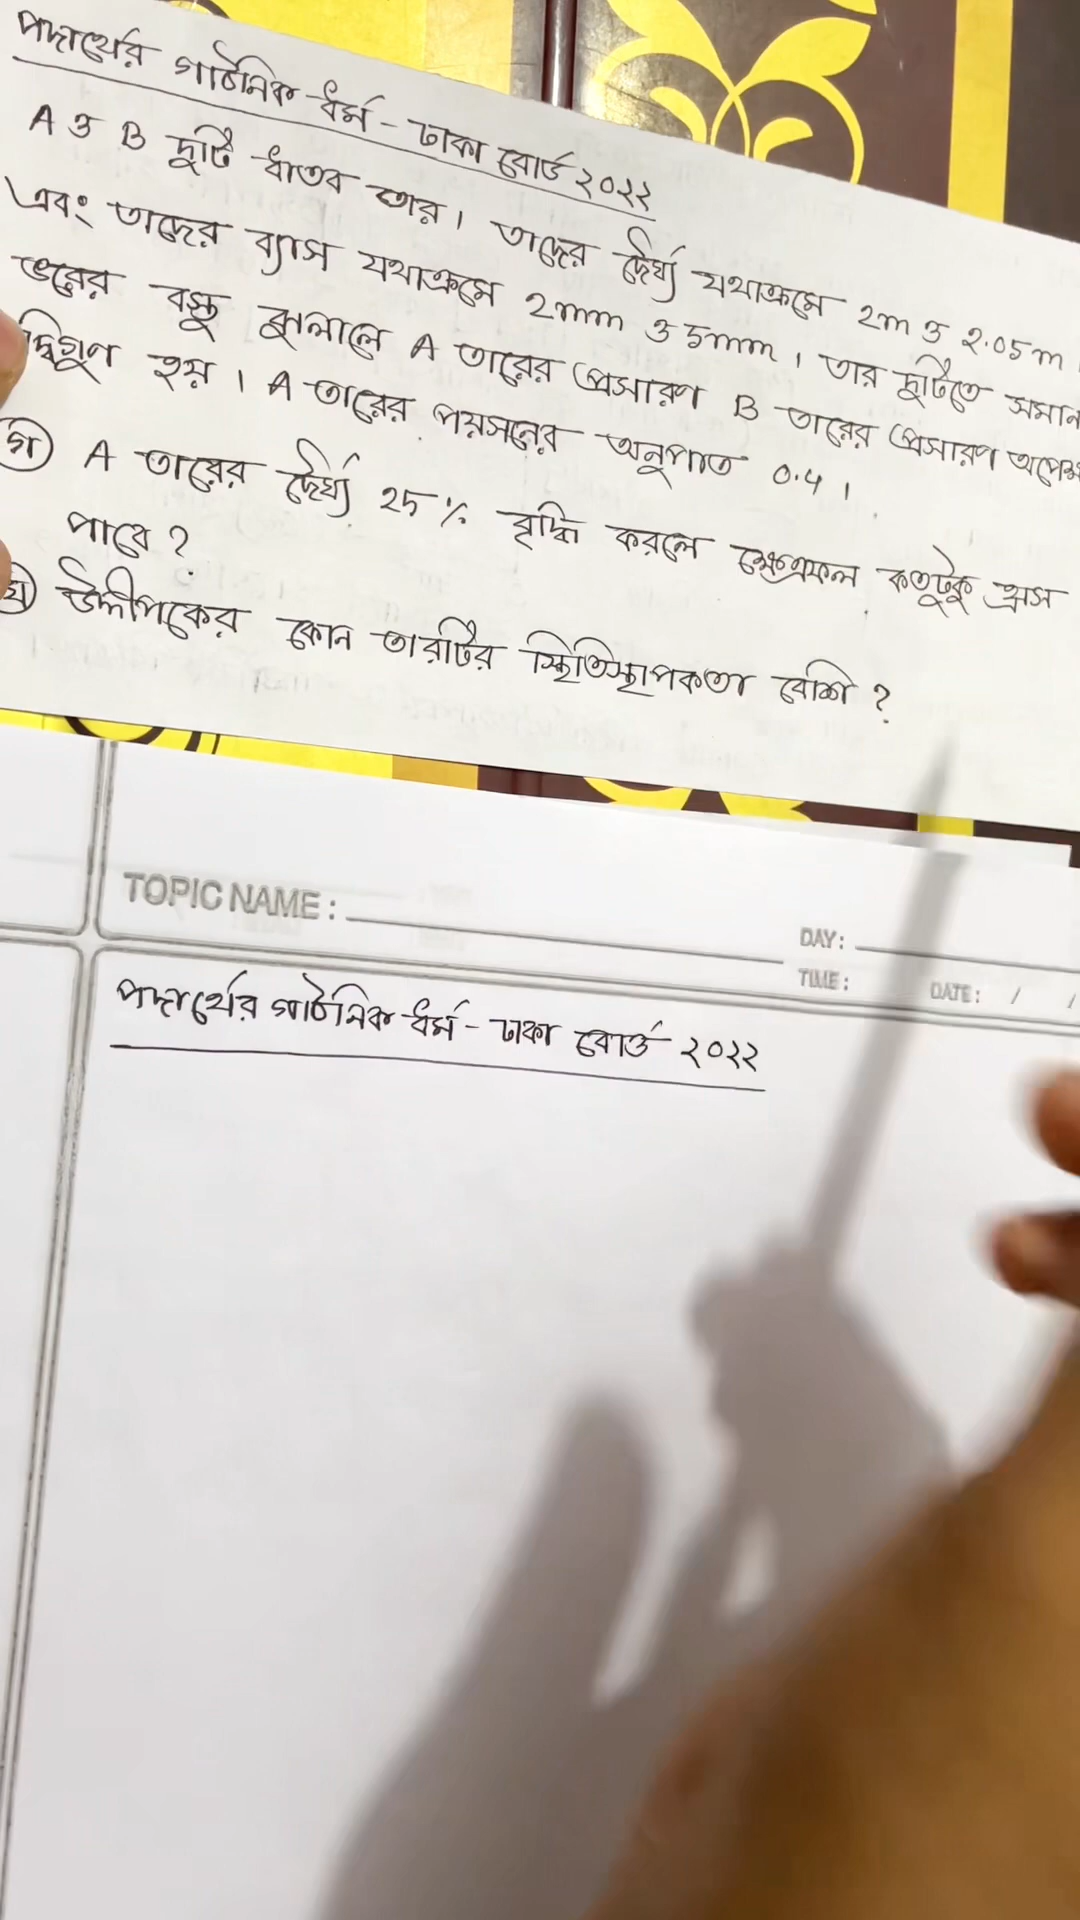 পদার্থের গাঠনিক ধর্ম - ঢাকা বোর্ড ২০২২
A ও B দুটি ধাতব তার। তাদের দৈর্ঘ্য যথাক্রমে 2m ও 2.05m
এবং তাদের ব্যাস যথাক্রমে 2mm ও 5mm। তার দুটিতে সমান
ভরের বস্তু ঝুলালে A তারের প্রসারণ B তারের প্রসারণ অপেক্ষা
দ্বিগুণ হয়। A তারের পয়সনের অনুপাত 0.4।
গ A তারের দৈর্ঘ্য 25% বৃদ্ধি করলে ক্ষেত্রফল কতটুকু হ্রাস
পাবে?
ঘ উদ্দীপকের কোন তারটির স্থিতিস্থাপকতা বেশি?
TOPIC NAME :
DAY :
TIME :
DATE : / /
পদার্থের গাঠনিক ধর্ম - ঢাকা বোর্ড ২০২২